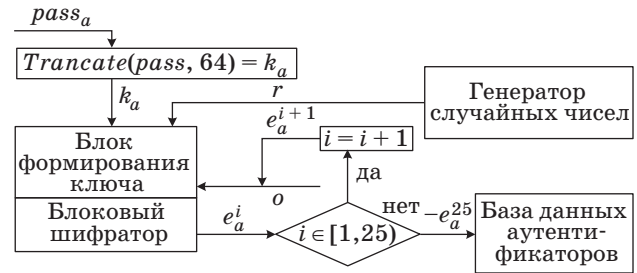 pass_a
Trancate(pass, 64) = k_a
k_a
r
Генератор
случайных чисел
e_a^{i+1}
i = i + 1
Блок
формирования
ключа
o
да
Блоковый
шифратор
e_a^i
i ∈ [1, 25)
нет
–e_a^{25}
База данных
аутенти-
фикаторов